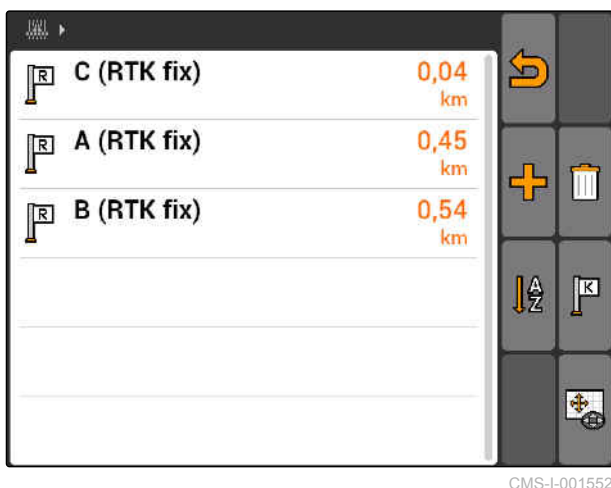 R C (RTK fix) 0,04
km
R A (RTK fix) 0,45
km
R B (RTK fix) 0,54
km
A
Z
K
CMS-I-001552